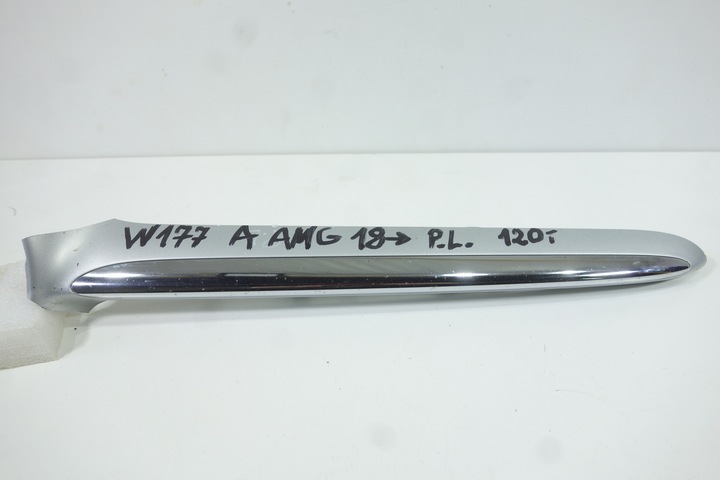 W177 A AMG 18→ P.L. 120,-